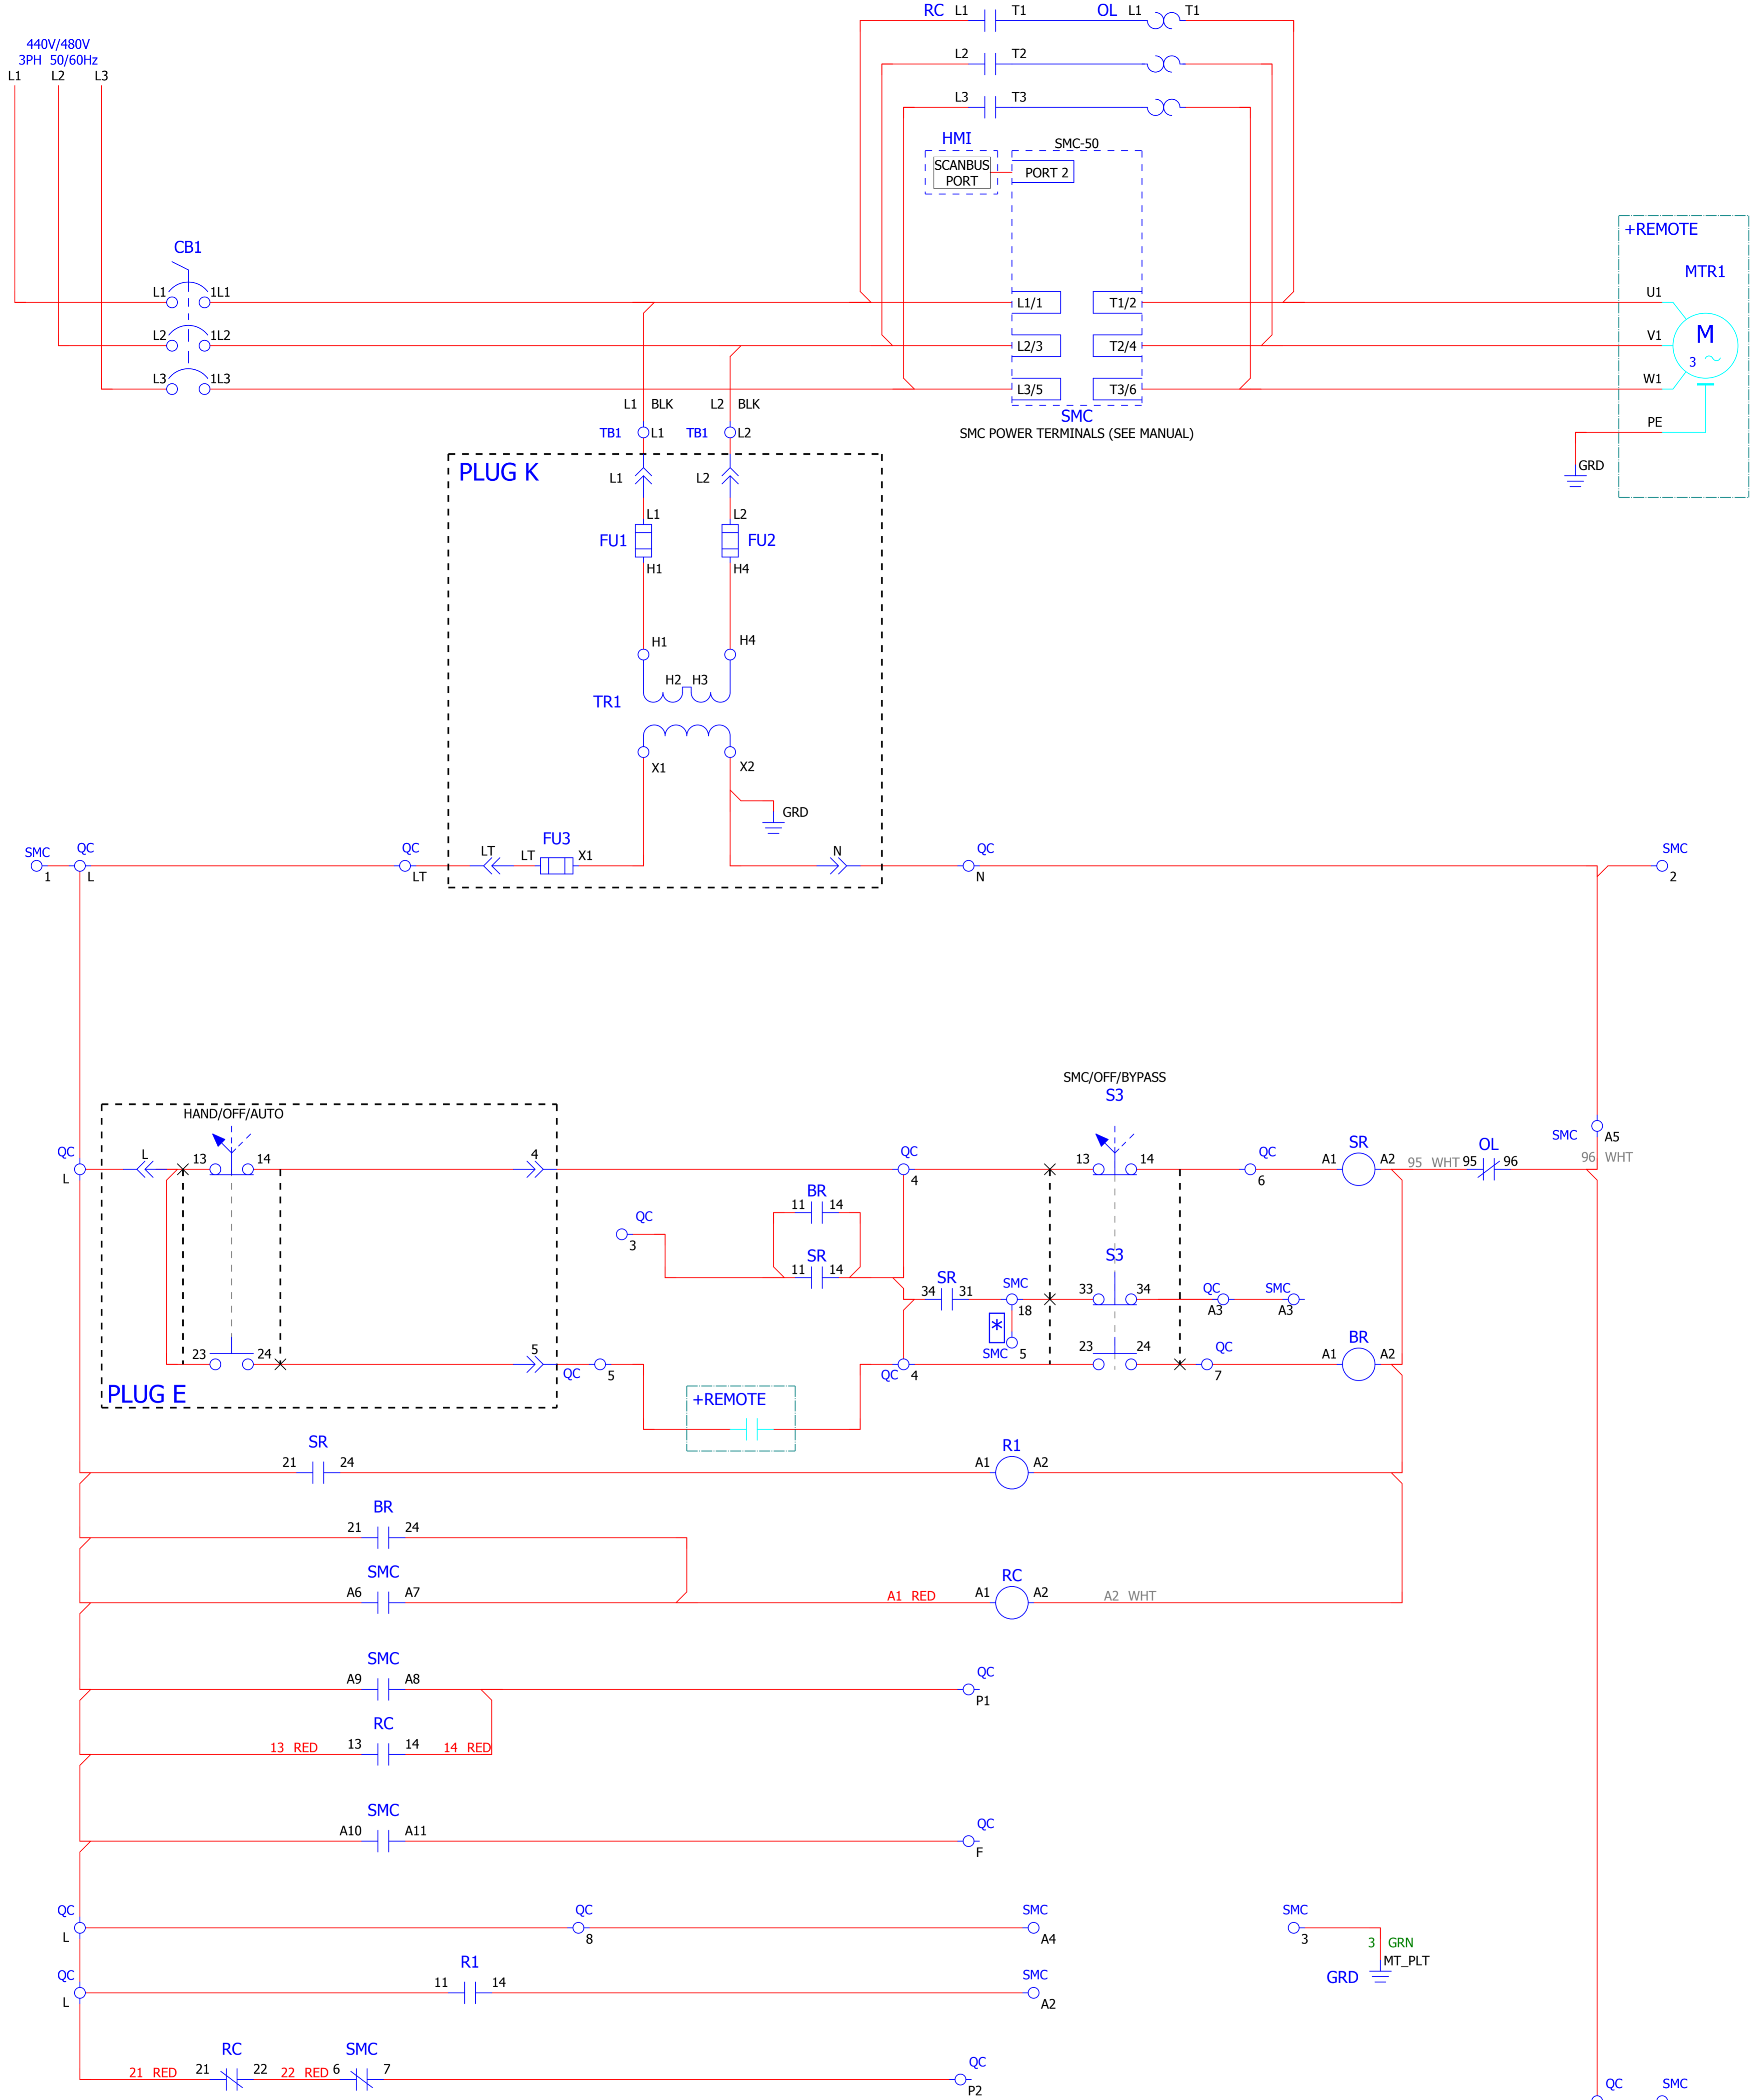 RC L1 T1 OL L1 T1
440V/480V
3PH 50/60Hz
L1 L2 L3
L2 T2
L3 T3
HMI
SCANBUS
PORT
SMC-50
PORT 2
+REMOTE
MTR1
CB1
L1 1L1
L1/1 T1/2
U1
L2 1L2
L2/3 T2/4
V1
M
3
L3 1L3
L3/5 T3/6
W1
SMC
SMC POWER TERMINALS (SEE MANUAL)
PE
GRD
L1 BLK L2 BLK
TB1 L1 TB1 L2
PLUG K
L1 L2
L1 L2
FU1 FU2
H1 H4
H1 H4
H2 H3
TR1
X1 X2
GRD
SMC QC QC FU3 N QC SMC
LT LT X1
1 L LT N 2
SMC/OFF/BYPASS
S3
HAND/OFF/AUTO
QC L 13 14 4 QC 13 14 QC SR OL SMC A5
A1 A2 95 WHT 95 96 96 WHT
L 4 6
BR
11 14
QC
3
SR
11 14
SR
34 31
SMC
18
S3
33 34
QC
A3
SMC
A3
*
SMC 5
23 24 5 QC 5 QC 4 23 24 QC 7 BR A1 A2
PLUG E
+REMOTE
SR R1
21 24 A1 A2
BR
21 24
SMC RC
A6 A7 A1 RED A1 A2 A2 WHT
SMC QC
A9 A8 P1
RC
13 RED 13 14 14 RED
SMC QC
A10 A11 F
QC QC SMC SMC
L 8 A4 3
3 GRN
MT_PLT
GRD
QC R1 SMC
11 14
L A2
RC SMC QC
21 RED 21 22 22 RED 6 7
P2
QC SMC